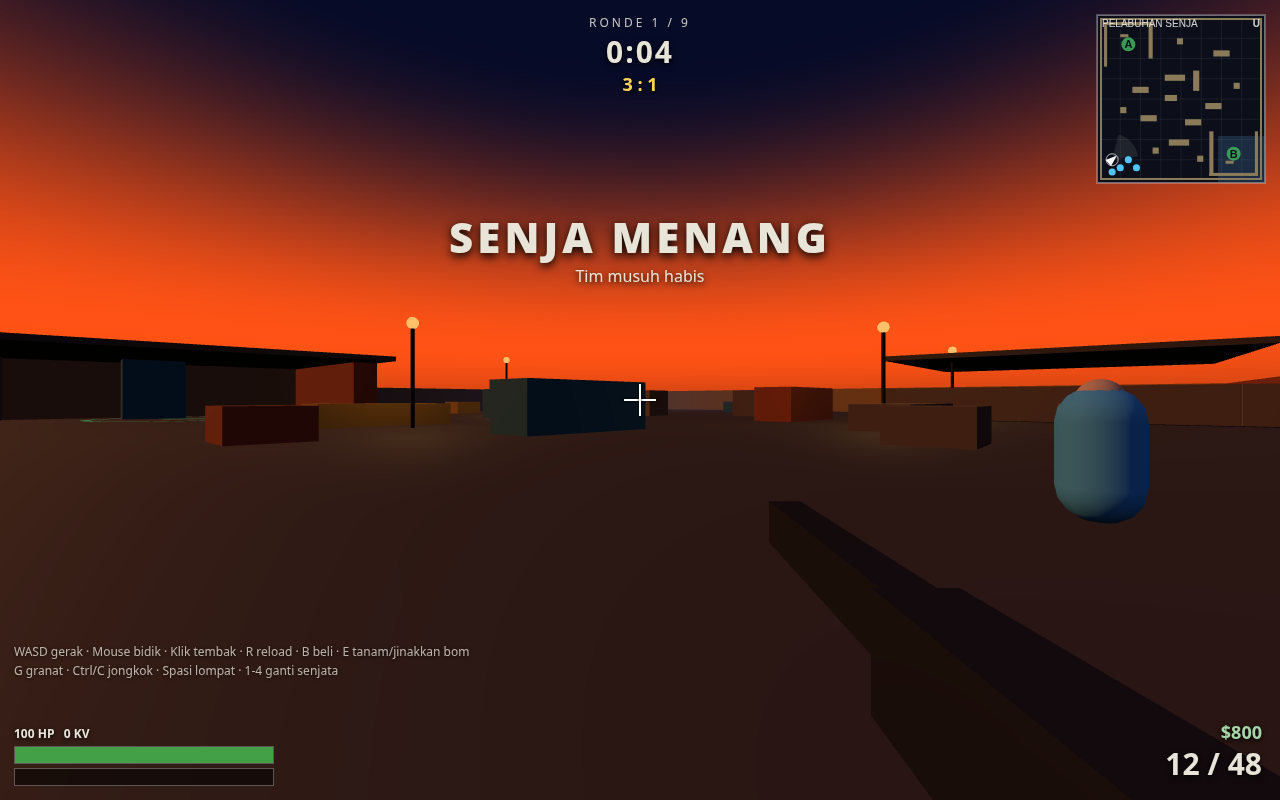 RONDE 1 / 9
0:04
3 : 1
PELABUHAN SENJA U
A
B
SENJA MENANG
Tim musuh habis
WASD gerak · Mouse bidik · Klik tembak · R reload · B beli · E tanam/jinakkan bom
G granat · Ctrl/C jongkok · Spasi lompat · 1-4 ganti senjata
100 HP 0 KV
$800
12 / 48